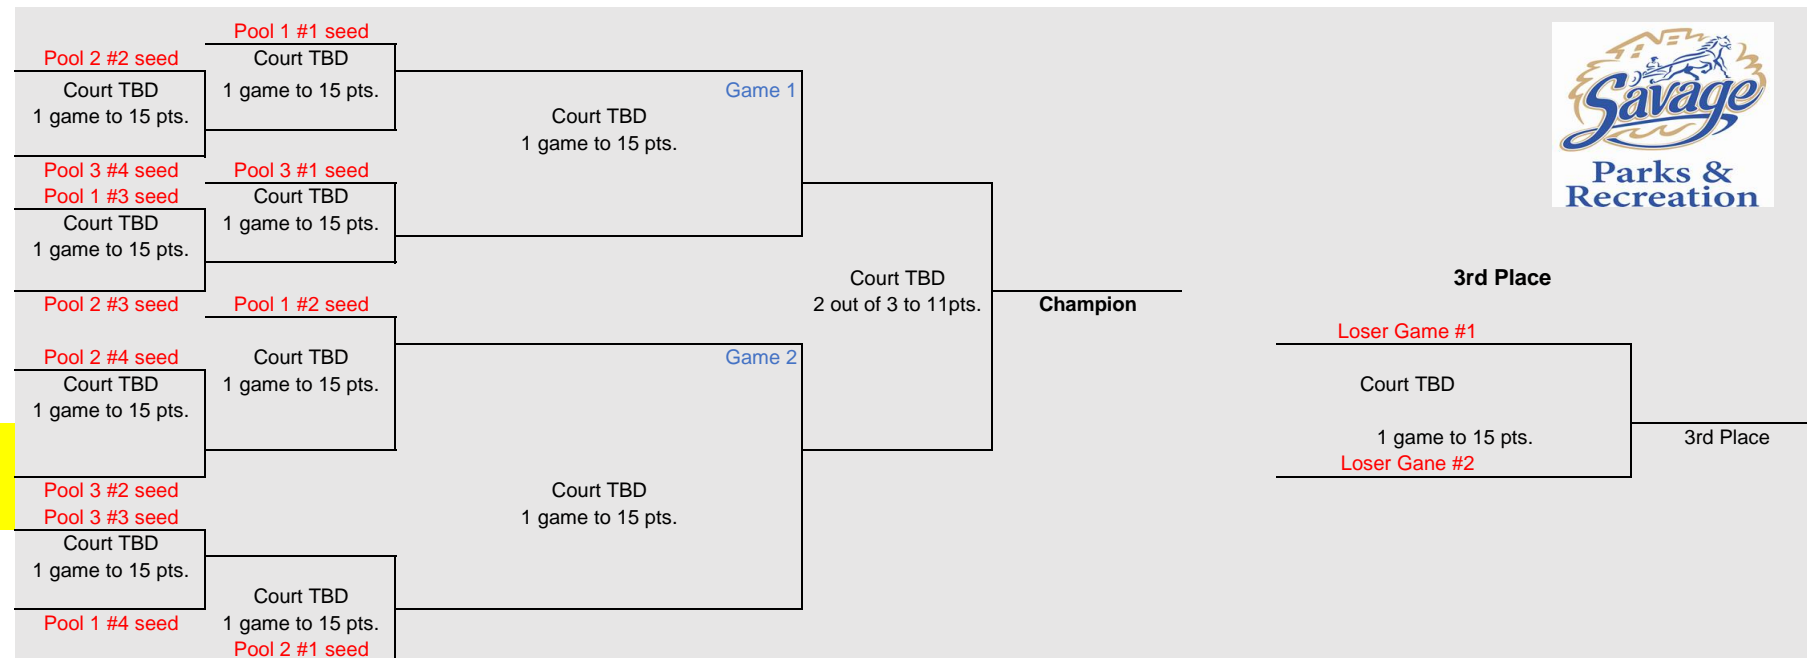 Pool 1 #1 seed
Pool 2 #2 seed
Court TBD
Court TBD
1 game to 15 pts.
Game 1
1 game to 15 pts.
Court TBD
1 game to 15 pts.
Pool 3 #4 seed
Pool 3 #1 seed
Pool 1 #3 seed
Court TBD
Court TBD
1 game to 15 pts.
1 game to 15 pts.
Savage
Parks &
Recreation
Court TBD
3rd Place
Pool 2 #3 seed
Pool 1 #2 seed
2 out of 3 to 11pts.
Champion
Loser Game #1
Pool 2 #4 seed
Court TBD
Game 2
Court TBD
1 game to 15 pts.
Court TBD
1 game to 15 pts.
1 game to 15 pts.
3rd Place
Loser Gane #2
Pool 3 #2 seed
Court TBD
Pool 3 #3 seed
1 game to 15 pts.
Court TBD
1 game to 15 pts.
Court TBD
Pool 1 #4 seed
1 game to 15 pts.
Pool 2 #1 seed